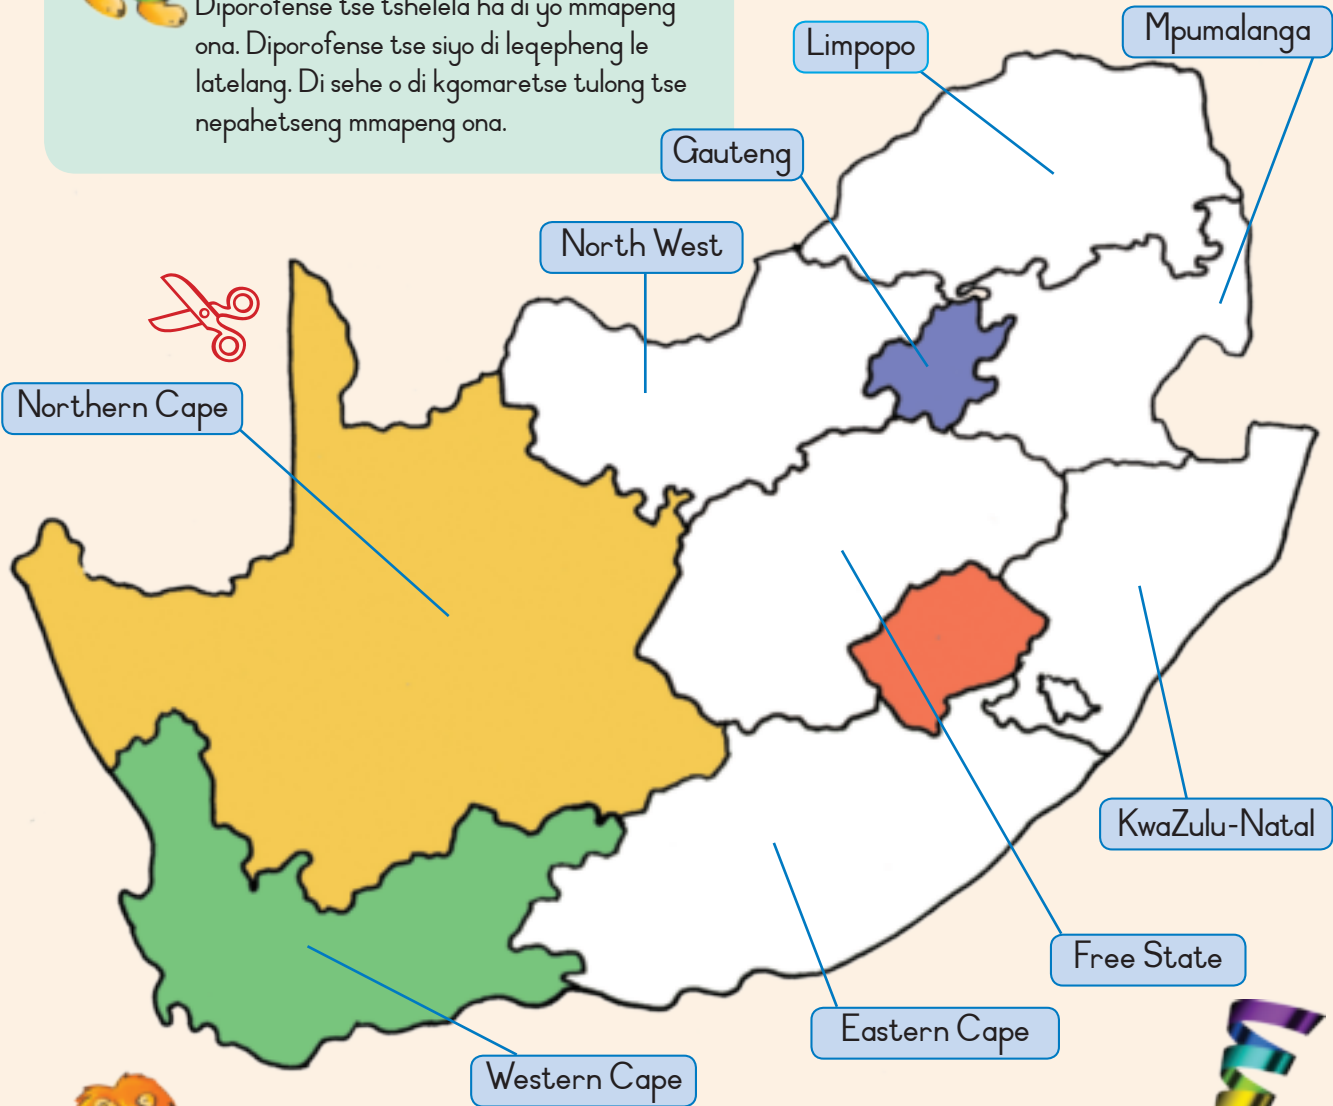 Diporofense tse tshelela ha di yo mmapeng
ona. Diporofense tse siyo di leqepheng le
latelang. Di sehe o di kgomaretse tulong tse
nepahetseng mmapeng ona.
Limpopo
Mpumalanga
Gauteng
North West
Northern Cape
KwaZulu-Natal
Free State
Eastern Cape
Western Cape